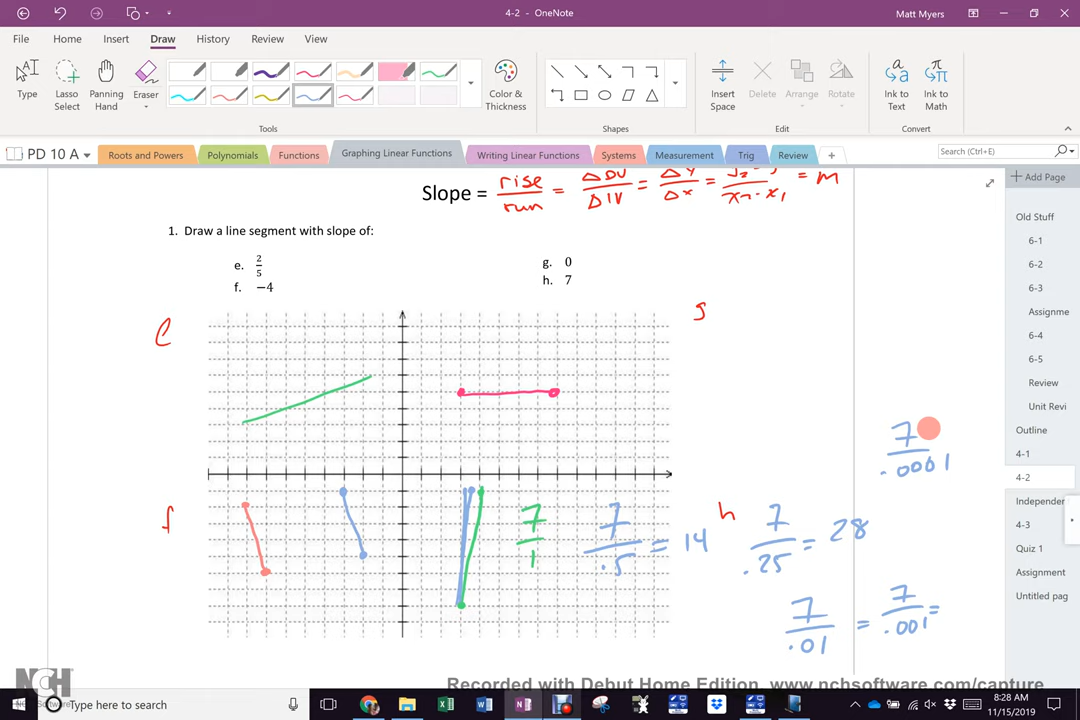 4-2 - OneNote
Matt Myers
File Home Insert Draw History Review View
Type
Lasso Select
Panning Hand
Eraser
Color & Thickness
Insert Space
Delete
Arrange
Rotate
Ink to Text
Ink to Math
Tools
Shapes
Edit
Convert
PD 10 A
Roots and Powers
Polynomials
Functions
Graphing Linear Functions
Writing Linear Functions
Systems
Measurement
Trig
Review
Search (Ctrl+E)
Add Page
Old Stuff
6-1
6-2
6-3
Assignme
6-4
6-5
Review
Unit Revi
Outline
4-1
4-2
Independer
4-3
Quiz 1
Assignment
Untitled pag
Slope = rise/run = ΔDV/ΔIV = Δy/Δx = = m
1. Draw a line segment with slope of:
e. 2/5
f. −4
g. 0
h. 7
e
g
f
h
7/1
7/.5 = 14
7/.25 = 28
7/.01 = 7/.001 =
7/.0001
NCH
Recorded with Debut Home Edition. www.nchsoftware.com/capture
Type here to search
8:28 AM
11/15/2019